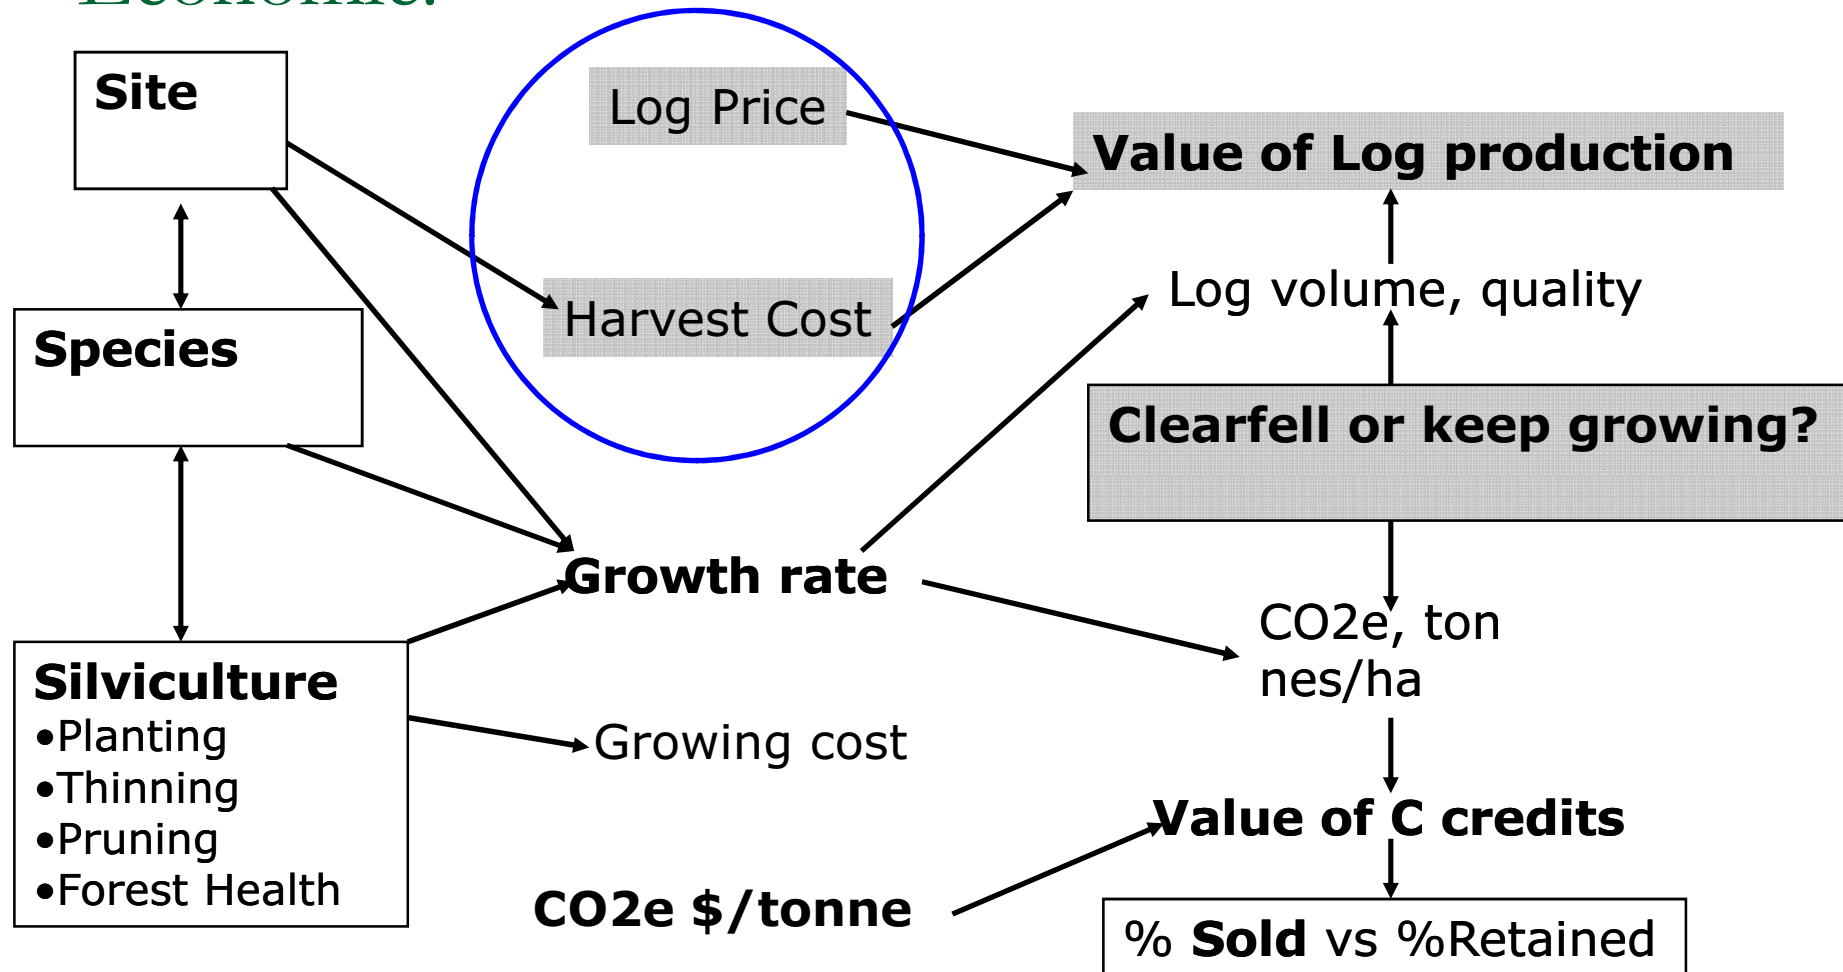 Economic:
Site
Log Price
Value of Log production
Log volume, quality
Harvest Cost
Species
Clearfell or keep growing?
Growth rate
CO2e, ton
nes/ha
Silviculture
•Planting
•Thinning
•Pruning
•Forest Health
Growing cost
Value of C credits
CO2e $/tonne
% Sold vs %Retained